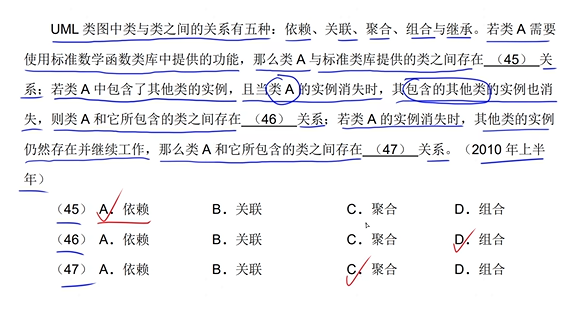 UML 类图中类与类之间的关系有五种：依赖、关联、聚合、组合与继承。若类 A 需要
使用标准数学函数类库中提供的功能，那么类 A 与标准类库提供的类之间存在 （45） 关
系；若类 A 中包含了其他类的实例，且当类 A 的实例消失时，其包含的其他类的实例也消
失，则类 A 和它所包含的类之间存在 （46） 关系；若类 A 的实例消失时，其他类的实例
仍然存在并继续工作，那么类 A 和它所包含的类之间存在 （47） 关系。（2010 年上半
年）
（45） A．依赖 B．关联 C．聚合 D．组合
（46） A．依赖 B．关联 C．聚合 D．组合
（47） A．依赖 B．关联 C．聚合 D．组合